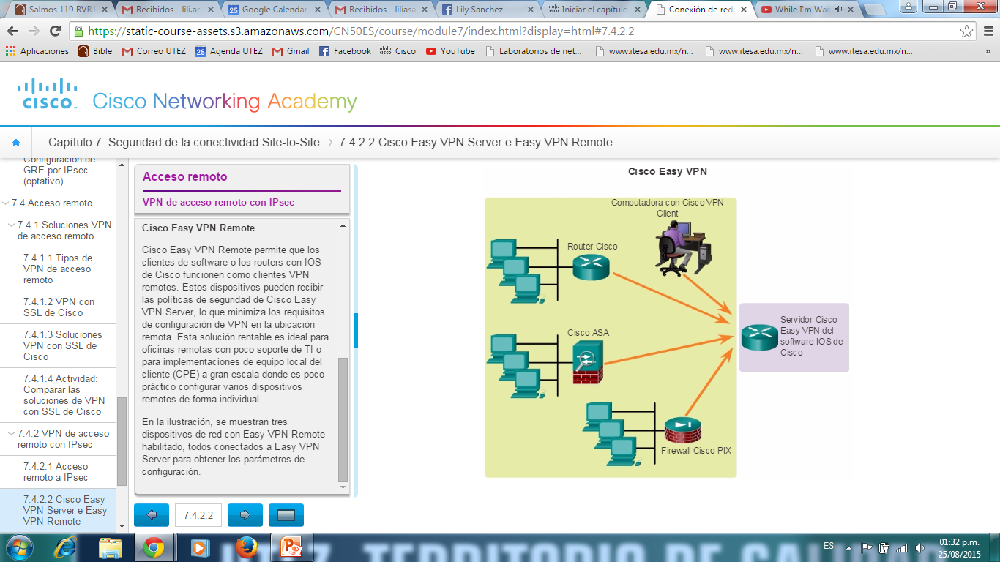 Salmos 119 RVR1
Recibidos - lili.ar
Google Calendar
Recibidos - liliasa
Lily Sanchez
Iniciar el capítulo
Conexión de rede
While I'm Wai
https://static-course-assets.s3.amazonaws.com/CN50ES/course/module7/index.html?display=html#7.4.2.2
Aplicaciones
Bible
Correo UTEZ
Agenda UTEZ
Gmail
Facebook
Cisco
YouTube
Laboratorios de net...
www.itesa.edu.mx/n...
www.itesa.edu.mx/n...
www.itesa.edu.mx/n...
»
CISCO. Cisco Networking Academy
Capítulo 7: Seguridad de la conectividad Site-to-Site
7.4.2.2 Cisco Easy VPN Server e Easy VPN Remote
Configuración de
GRE por IPsec
(optativo)
7.4 Acceso remoto
7.4.1 Soluciones VPN
de acceso remoto
7.4.1.1 Tipos de
VPN de acceso
remoto
7.4.1.2 VPN con
SSL de Cisco
7.4.1.3 Soluciones
VPN con SSL de
Cisco
7.4.1.4 Actividad:
Comparar las
soluciones de VPN
con SSL de Cisco
7.4.2 VPN de acceso
remoto con IPsec
7.4.2.1 Acceso
remoto a IPsec
7.4.2.2 Cisco Easy
VPN Server e Easy
VPN Remote
Acceso remoto
VPN de acceso remoto con IPsec
Cisco Easy VPN Remote
Cisco Easy VPN Remote permite que los
clientes de software o los routers con IOS
de Cisco funcionen como clientes VPN
remotos. Estos dispositivos pueden recibir
las políticas de seguridad de Cisco Easy
VPN Server, lo que minimiza los requisitos
de configuración de VPN en la ubicación
remota. Esta solución rentable es ideal para
oficinas remotas con poco soporte de TI o
para implementaciones de equipo local del
cliente (CPE) a gran escala donde es poco
práctico configurar varios dispositivos
remotos de forma individual.
En la ilustración, se muestran tres
dispositivos de red con Easy VPN Remote
habilitado, todos conectados a Easy VPN
Server para obtener los parámetros de
configuración.
7.4.2.2
Cisco Easy VPN
Computadora con Cisco VPN
Client
Router Cisco
Cisco ASA
Firewall Cisco PIX
Servidor Cisco
Easy VPN del
software IOS de
Cisco
UTEZ, TERRITORIO DE CALIDAD
ES
01:32 p.m.
25/08/2015